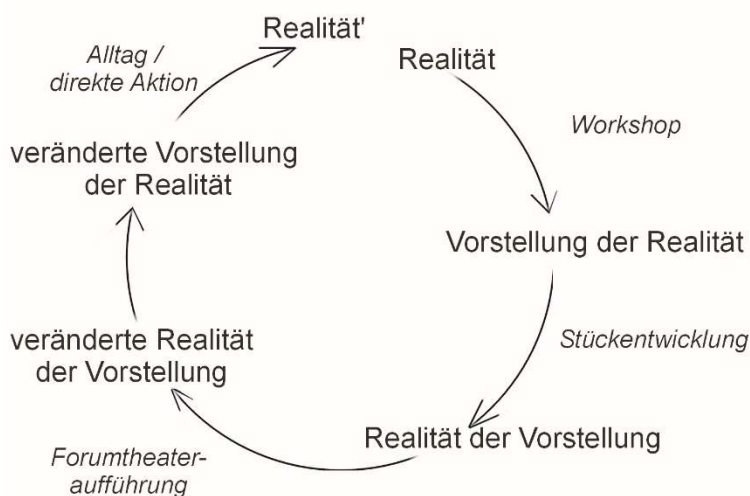 Realität'
Realität
Workshop
Vorstellung der Realität
Stückentwicklung
Realität der Vorstellung
Forumtheater-
aufführung
veränderte Realität
der Vorstellung
veränderte Vorstellung
der Realität
Alltag /
direkte Aktion